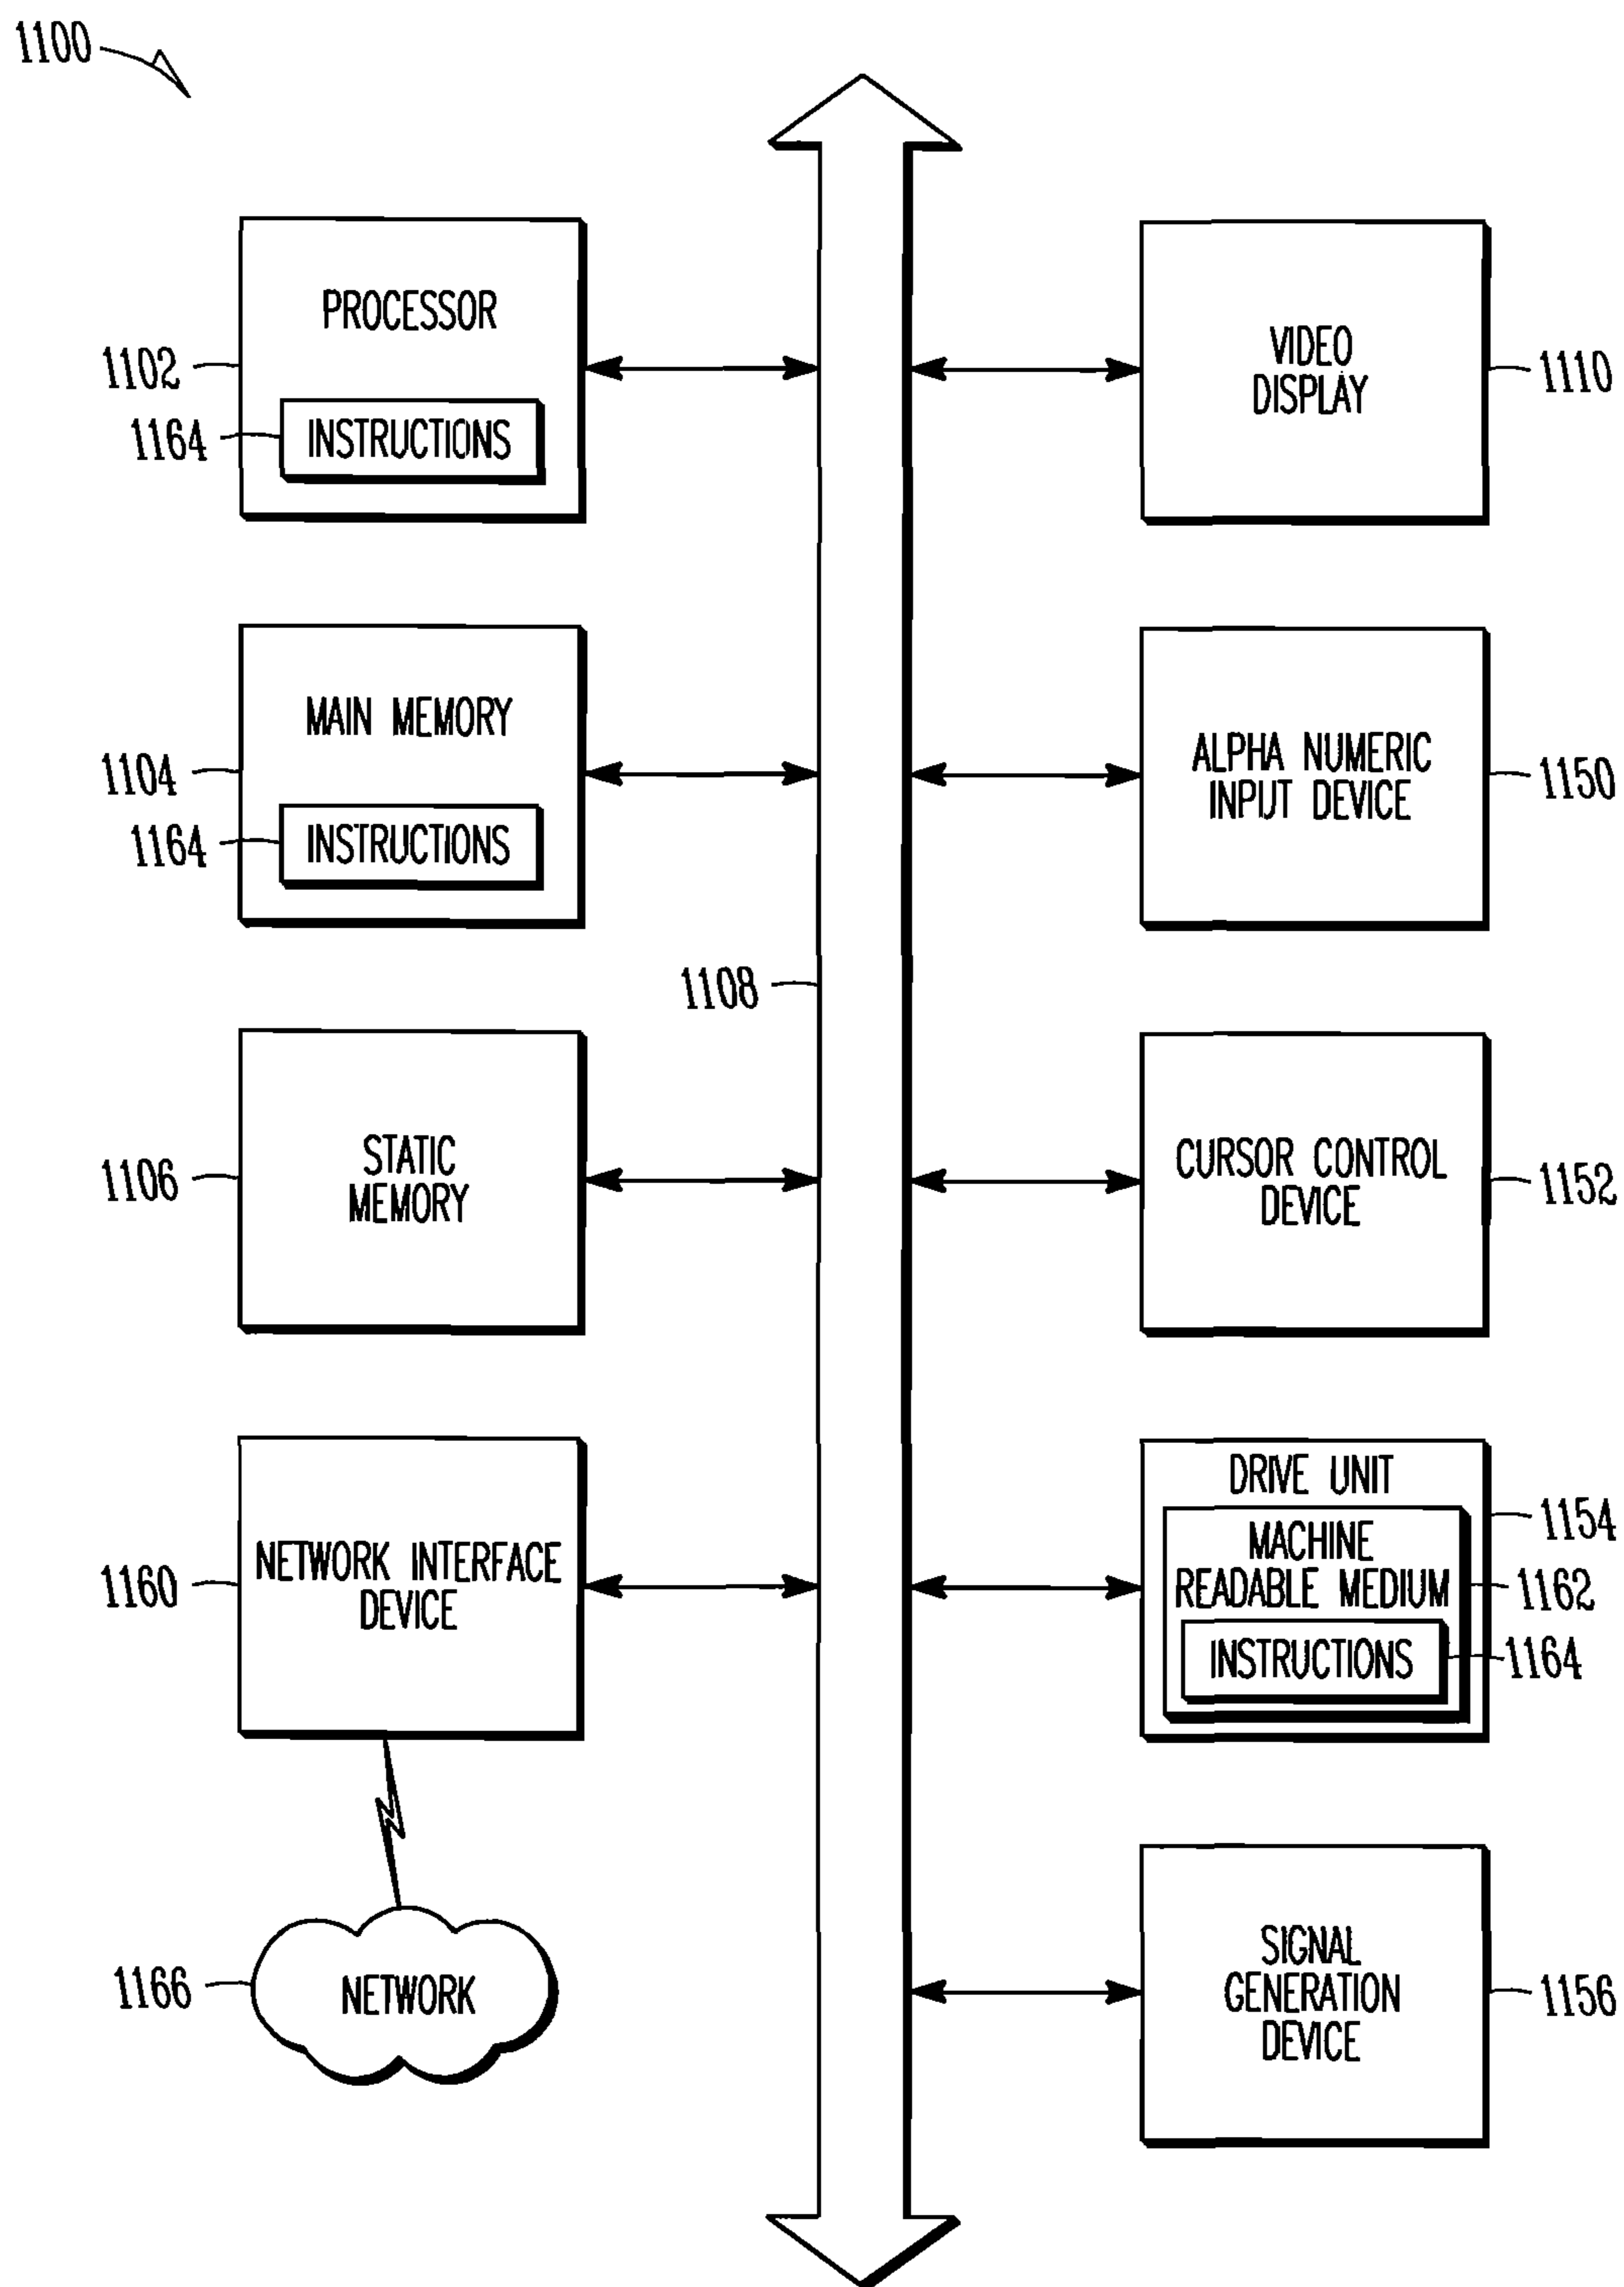 1100
PROCESSOR
1102
1164
INSTRUCTIONS
VIDEO
DISPLAY
1110
MAIN MEMORY
1104
1164
INSTRUCTIONS
ALPHA NUMERIC
INPUT DEVICE
1150
1108
STATIC
MEMORY
1106
CURSOR CONTROL
DEVICE
1152
NETWORK INTERFACE
DEVICE
1160
DRIVE UNIT
1154
MACHINE
READABLE MEDIUM
1162
INSTRUCTIONS
1164
1166
NETWORK
SIGNAL
GENERATION
DEVICE
1156